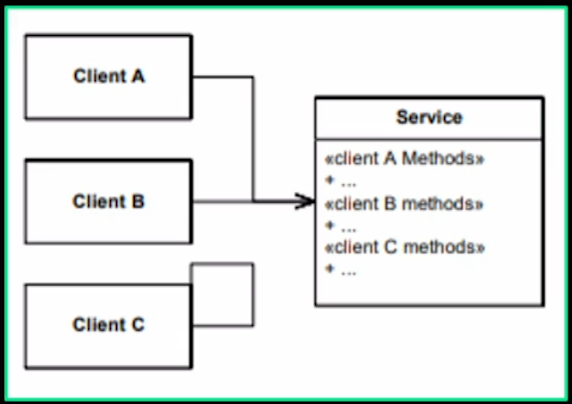 Client A
Client B
Client C
Service
«client A Methods»
+ ...
«client B methods»
+ ...
«client C methods»
+ ...